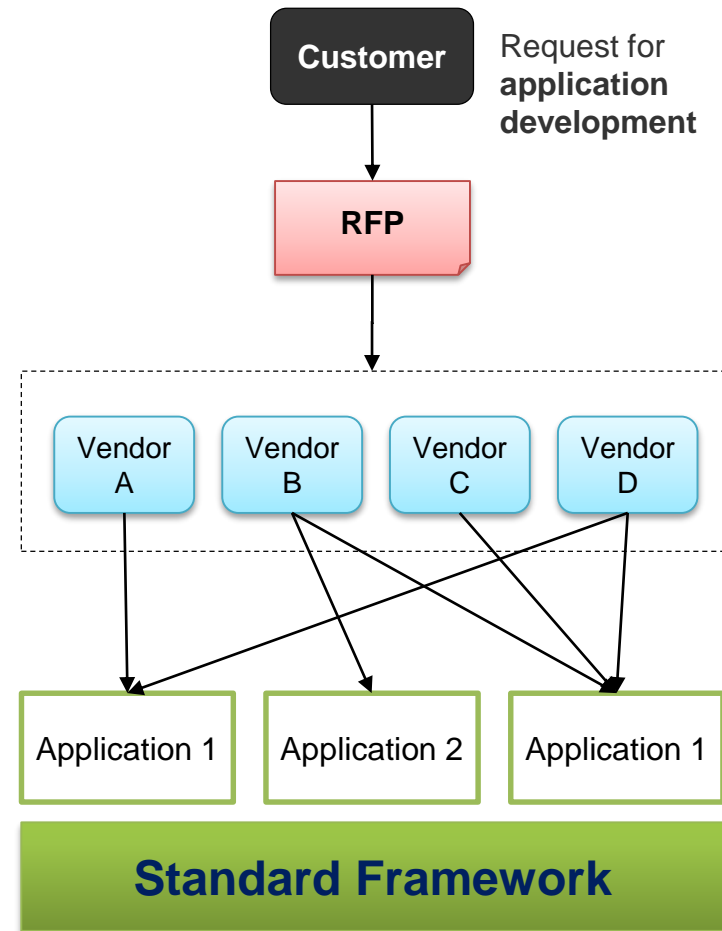 Customer
Request for
application
development
RFP
Vendor
A
Vendor
B
Vendor
C
Vendor
D
Application 1
Application 2
Application 1
Standard Framework